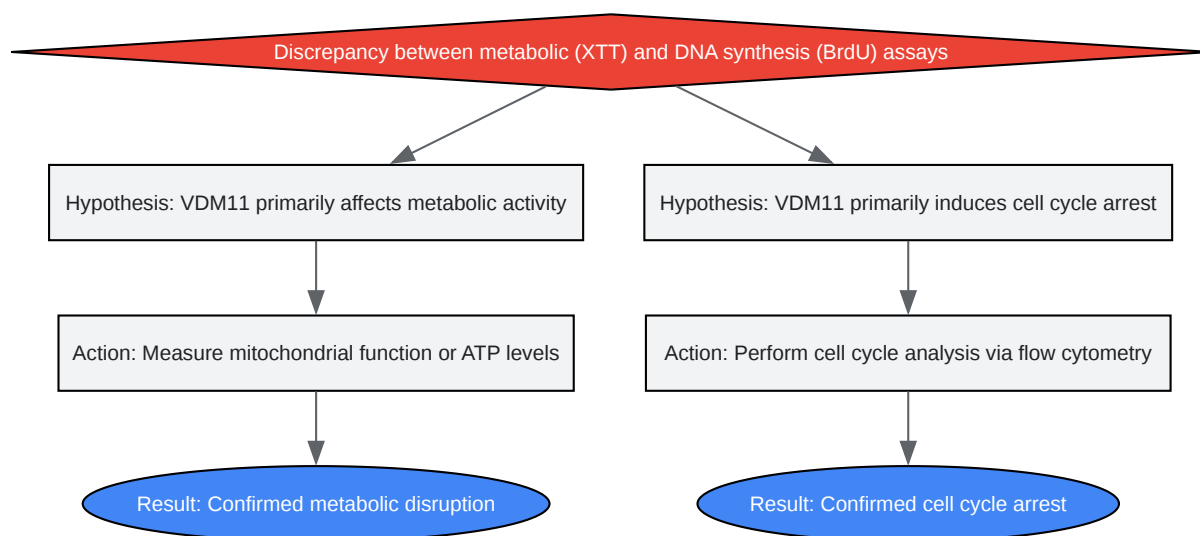 Discrepancy between metabolic (XTT) and DNA synthesis (BrdU) assays
Hypothesis: VDM11 primarily affects metabolic activity
Hypothesis: VDM11 primarily induces cell cycle arrest
Action: Measure mitochondrial function or ATP levels
Action: Perform cell cycle analysis via flow cytometry
Result: Confirmed metabolic disruption
Result: Confirmed cell cycle arrest